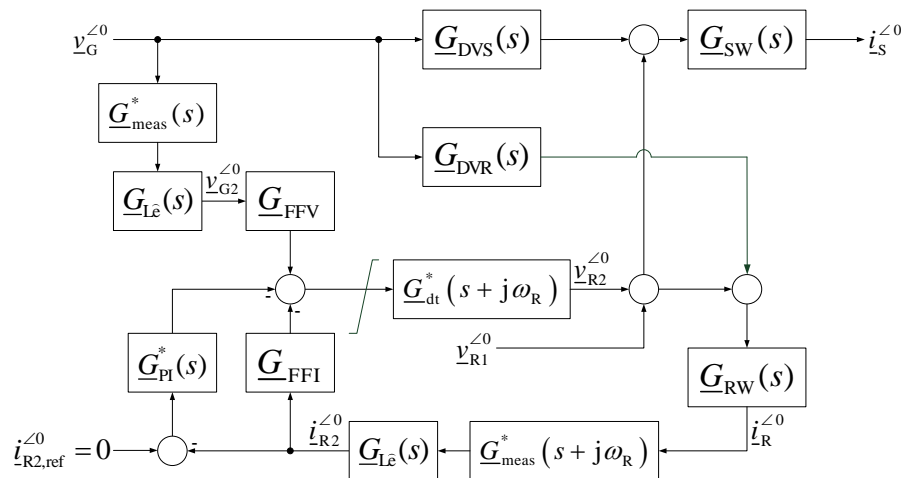 v_G^∠0
G_DVS(s)
G_SW(s)
i_S^∠0
G*_meas(s)
G_DVR(s)
G_Lê(s)
v_G2^∠0
G_FFV
-
-
G*_dt(s + jω_R)
v_R2^∠0
v_R1^∠0
G*_PI(s)
G_FFI
G_RW(s)
i_R2,ref^∠0 = 0
-
i_R2^∠0
G_Lê(s)
G*_meas(s + jω_R)
i_R^∠0